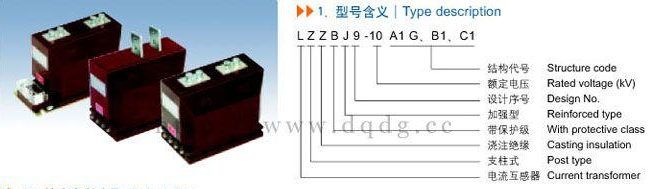 1、型号含义 | Type description
L Z Z B J 9 -10 A1 G、B1、C1
结构代号 Structure code
额定电压 Rated voltage (kV)
设计序号 Design No.
加强型 Reinforced type
带保护级 With protective class
浇注绝缘 Casting insulation
支柱式 Post type
电流互感器 Current transformer
www.dqdg.cc